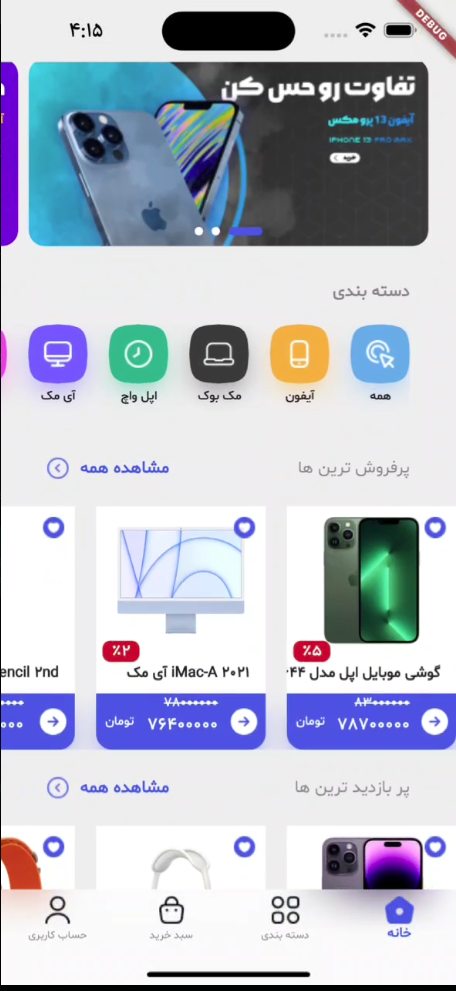 ۴:۱۵
DEBUG
تفاوت رو حس کن
آیفون 13 پرو مکس
IPHONE 13 PRO MAX
خرید
دسته بندی
همه
آیفون
مک بوک
اپل واچ
آی مک
پرفروش ترین ها
مشاهده همه
٪۵
گوشی موبایل اپل مدل ۴۴
۸۳۰۰۰۰۰۰
۷۸۷۰۰۰۰۰ تومان
٪۲
iMac-A ۲۰۲۱ آی مک
۷۸۰۰۰۰۰۰
۷۶۴۰۰۰۰۰ تومان
encil ۲nd
پر بازدید ترین ها
مشاهده همه
خانه
دسته بندی
سبد خرید
حساب کاربری